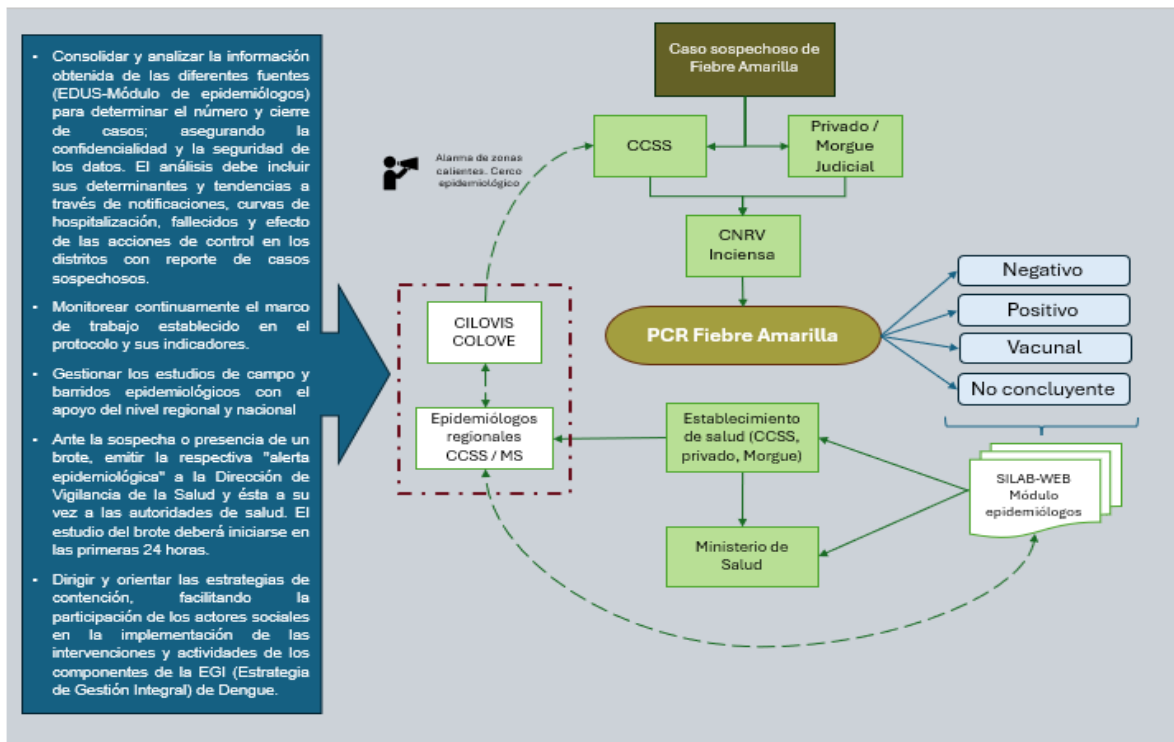 - Consolidar y analizar la información
obtenida de las diferentes fuentes
(EDUS-Módulo de epidemiólogos)
para determinar el número y cierre
de casos; asegurando la
confidencialidad y la seguridad de
los datos. El análisis debe incluir
sus determinantes y tendencias a
través de notificaciones, curvas de
hospitalización, fallecidos y efecto
de las acciones de control en los
distritos con reporte de casos
sospechosos.
- Monitorear continuamente el marco
de trabajo establecido en el
protocolo y sus indicadores.
- Gestionar los estudios de campo y
barridos epidemiológicos con el
apoyo del nivel regional y nacional
- Ante la sospecha o presencia de un
brote, emitir la respectiva "alerta
epidemiológica" a la Dirección de
Vigilancia de la Salud y ésta a su
vez a las autoridades de salud. El
estudio del brote deberá iniciarse en
las primeras 24 horas.
- Dirigir y orientar las estrategias de
contención, facilitando la
participación de los actores sociales
en la implementación de las
intervenciones y actividades de los
componentes de la EGI (Estrategia
de Gestión Integral) de Dengue.
Alarma de zonas
calientes. Cerco
epidemiológico
Caso sospechoso de
Fiebre Amarilla
CCSS
Privado /
Morgue
Judicial
CNRV
Inciensa
PCR Fiebre Amarilla
Negativo
Positivo
Vacunal
No concluyente
CILOVIS
COLOVE
Epidemiólogos
regionales
CCSS / MS
Establecimiento
de salud (CCSS,
privado, Morgue)
Ministerio de
Salud
SILAB-WEB
Módulo
epidemiólogos